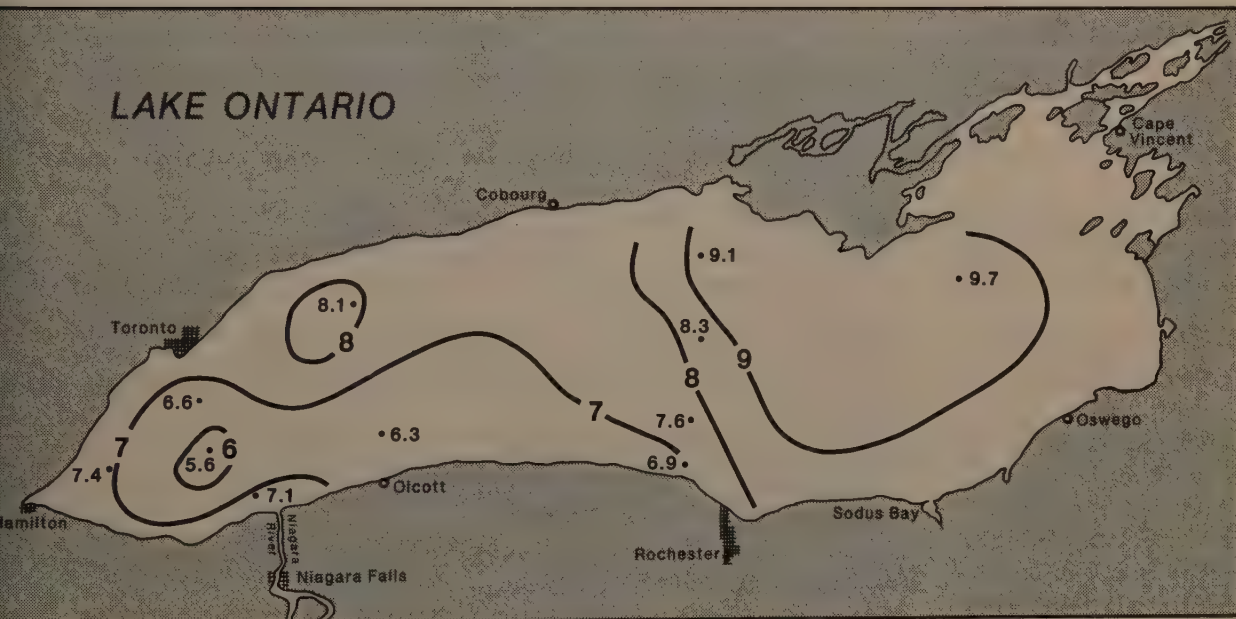 LAKE ONTARIO
Cape
Vincent
Cobourg
9.1
9.7
8.1
8
8.3
Toronto
9
8
6.6
7
7.6
Oswego
7
6.3
6
5.6
7.4
6.9
7.1
Olcott
Hamilton
Niagara
River
Sodus Bay
Rochester
Niagara Falls